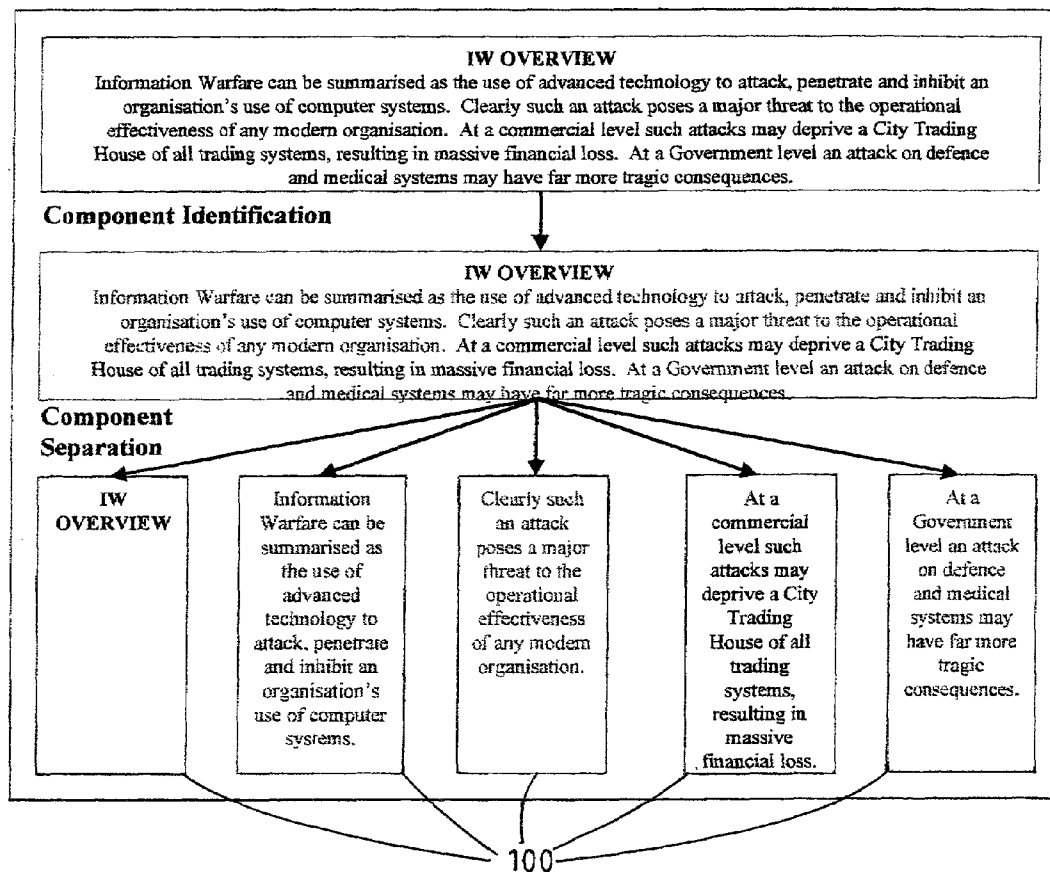 IW OVERVIEW
Information Warfare can be summarised as the use of advanced technology to attack, penetrate and inhibit an
organisation's use of computer systems. Clearly such an attack poses a major threat to the operational
effectiveness of any modern organisation. At a commercial level such attacks may deprive a City Trading
House of all trading systems, resulting in massive financial loss. At a Government level an attack on defence
and medical systems may have far more tragic consequences.
Component Identification
IW OVERVIEW
Information Warfare can be summarised as the use of advanced technology to attack, penetrate and inhibit an
organisation's use of computer systems. Clearly such an attack poses a major threat to the operational
effectiveness of any modern organisation. At a commercial level such attacks may deprive a City Trading
House of all trading systems, resulting in massive financial loss. At a Government level an attack on defence
and medical systems may have far more tragic consequences.
Component
Separation
IW
OVERVIEW
Information
Warfare can be
summarised as
the use of
advanced
technology to
attack, penetrate
and inhibit an
organisation's
use of computer
systems.
Clearly such
an attack
poses a major
threat to the
operational
effectiveness
of any modern
organisation.
At a
commercial
level such
attacks may
deprive a City
Trading
House of all
trading
systems,
resulting in
massive
financial loss.
At a
Government
level an attack
on defence
and medical
systems may
have far more
tragic
consequences.
100